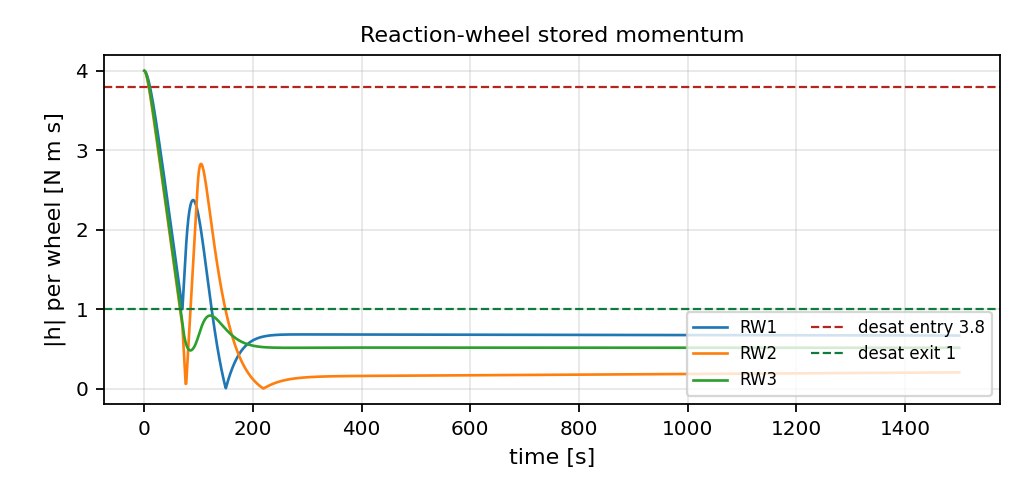 Reaction-wheel stored momentum
|h| per wheel [N m s]
4
3
2
1
0
RW1
RW2
RW3
desat entry 3.8
desat exit 1
0 200 400 600 800 1000 1200 1400
time [s]